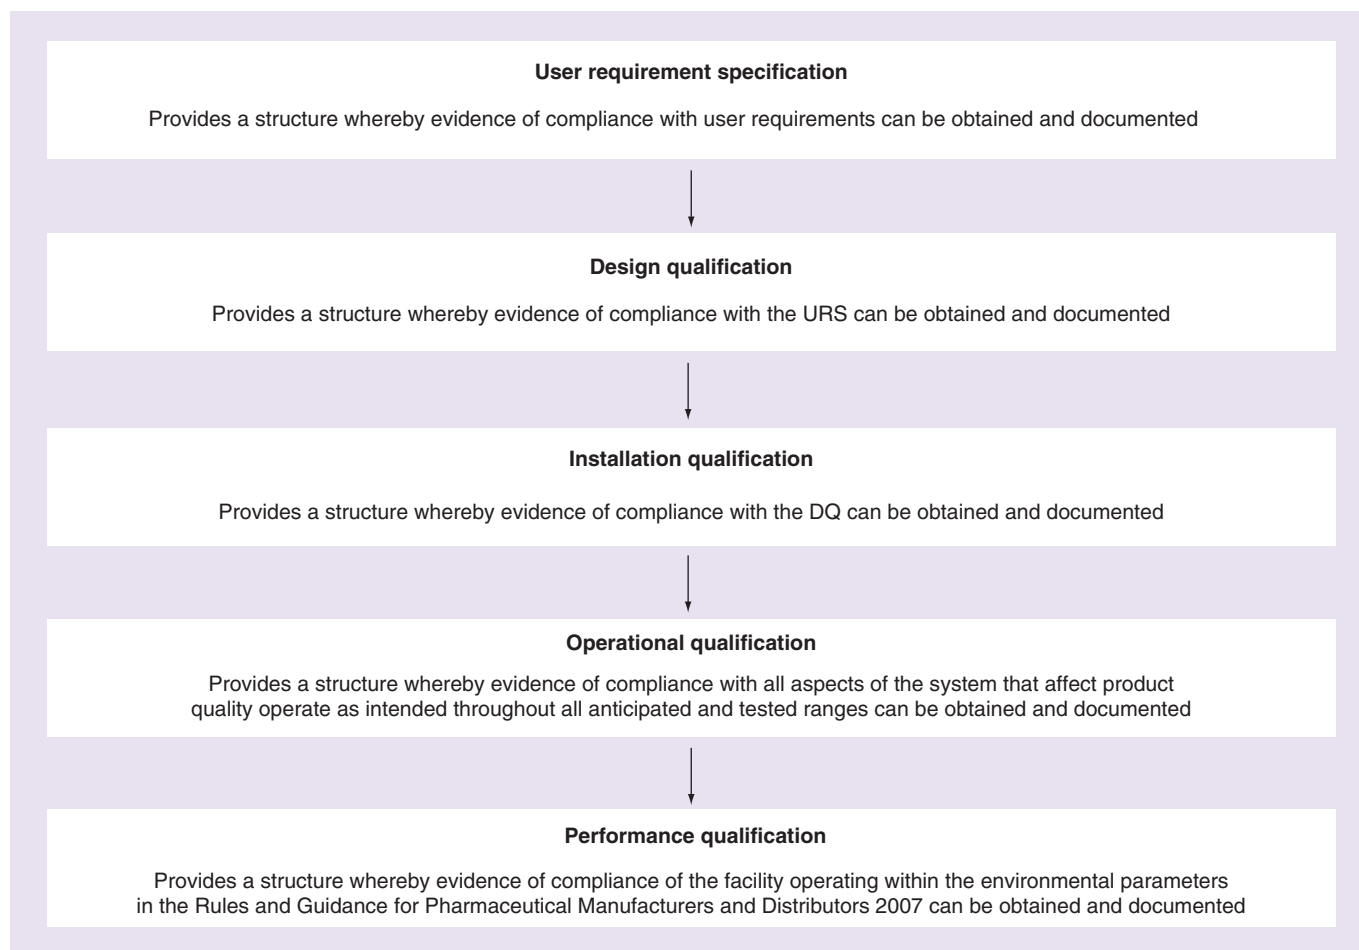 User requirement specification
Provides a structure whereby evidence of compliance with user requirements can be obtained and documented
Design qualification
Provides a structure whereby evidence of compliance with the URS can be obtained and documented
Installation qualification
Provides a structure whereby evidence of compliance with the DQ can be obtained and documented
Operational qualification
Provides a structure whereby evidence of compliance with all aspects of the system that affect product
quality operate as intended throughout all anticipated and tested ranges can be obtained and documented
Performance qualification
Provides a structure whereby evidence of compliance of the facility operating within the environmental parameters
in the Rules and Guidance for Pharmaceutical Manufacturers and Distributors 2007 can be obtained and documented